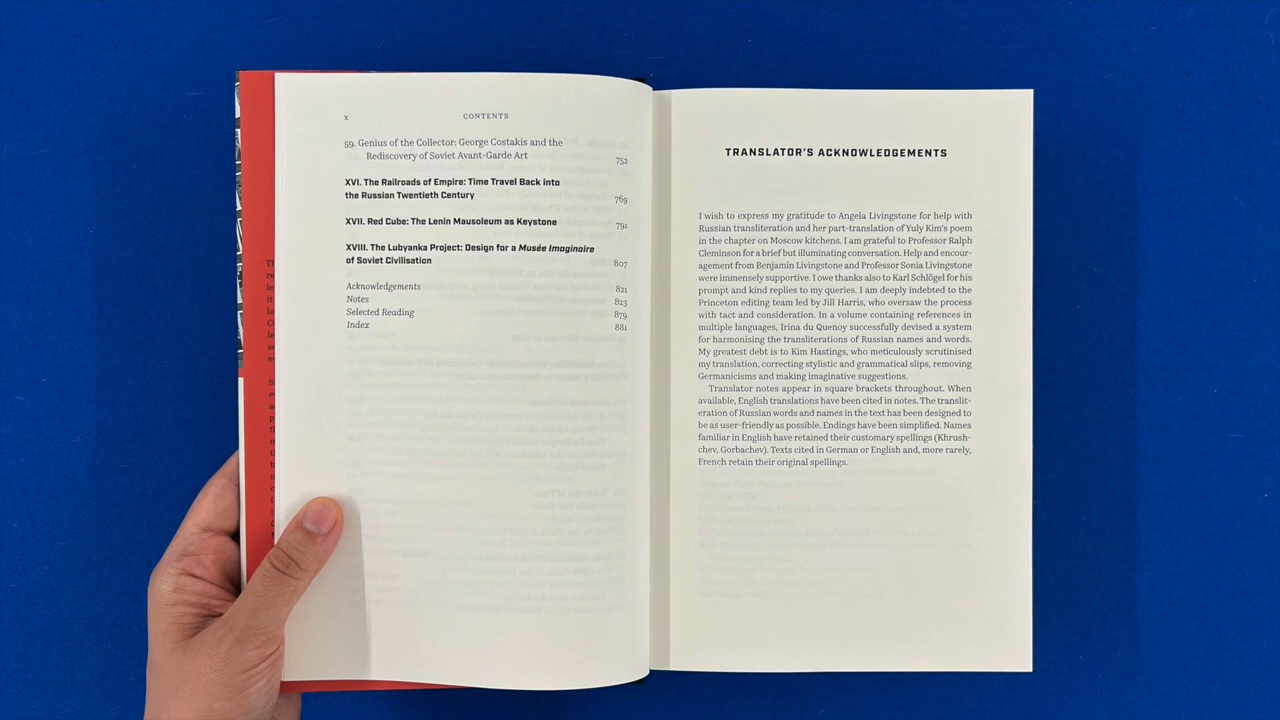 x
CONTENTS
59. Genius of the Collector: George Costakis and the
Rediscovery of Soviet Avant-Garde Art 752
XVI. The Railroads of Empire: Time Travel Back into
the Russian Twentieth Century 769
XVII. Red Cube: The Lenin Mausoleum as Keystone 791
XVIII. The Lubyanka Project: Design for a Musée Imaginaire
of Soviet Civilisation 807
Acknowledgements 821
Notes 823
Selected Reading 879
Index 881
TRANSLATOR'S ACKNOWLEDGEMENTS
I wish to express my gratitude to Angela Livingstone for help with
Russian transliteration and her part-translation of Yuly Kim's poem
in the chapter on Moscow kitchens. I am grateful to Professor Ralph
Cleminson for a brief but illuminating conversation. Help and encour-
agement from Benjamin Livingstone and Professor Sonia Livingstone
were immensely supportive. I owe thanks also to Karl Schlögel for his
prompt and kind replies to my queries. I am deeply indebted to the
Princeton editing team led by Jill Harris, who oversaw the process
with tact and consideration. In a volume containing references in
multiple languages, Irina du Quenoy successfully devised a system
for harmonising the transliterations of Russian names and words.
My greatest debt is to Kim Hastings, who meticulously scrutinised
my translation, correcting stylistic and grammatical slips, removing
Germanicisms and making imaginative suggestions.
Translator notes appear in square brackets throughout. When
available, English translations have been cited in notes. The translit-
eration of Russian words and names in the text has been designed to
be as user-friendly as possible. Endings have been simplified. Names
familiar in English have retained their customary spellings (Khrush-
chev, Gorbachev). Texts cited in German or English and, more rarely,
French retain their original spellings.